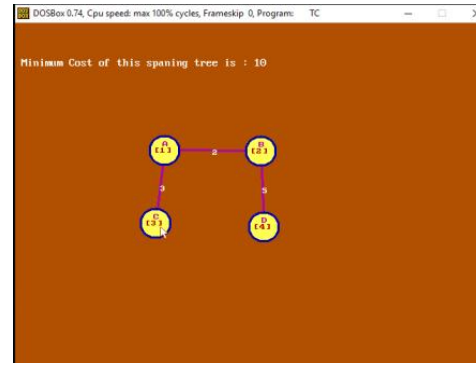 DOSBox 0.74, Cpu speed: max 100% cycles, Frameskip 0, Program: TC
Minimum Cost of this spaning tree is : 10
A
[1]
2
B
[2]
3
5
C
[3]
D
[4]